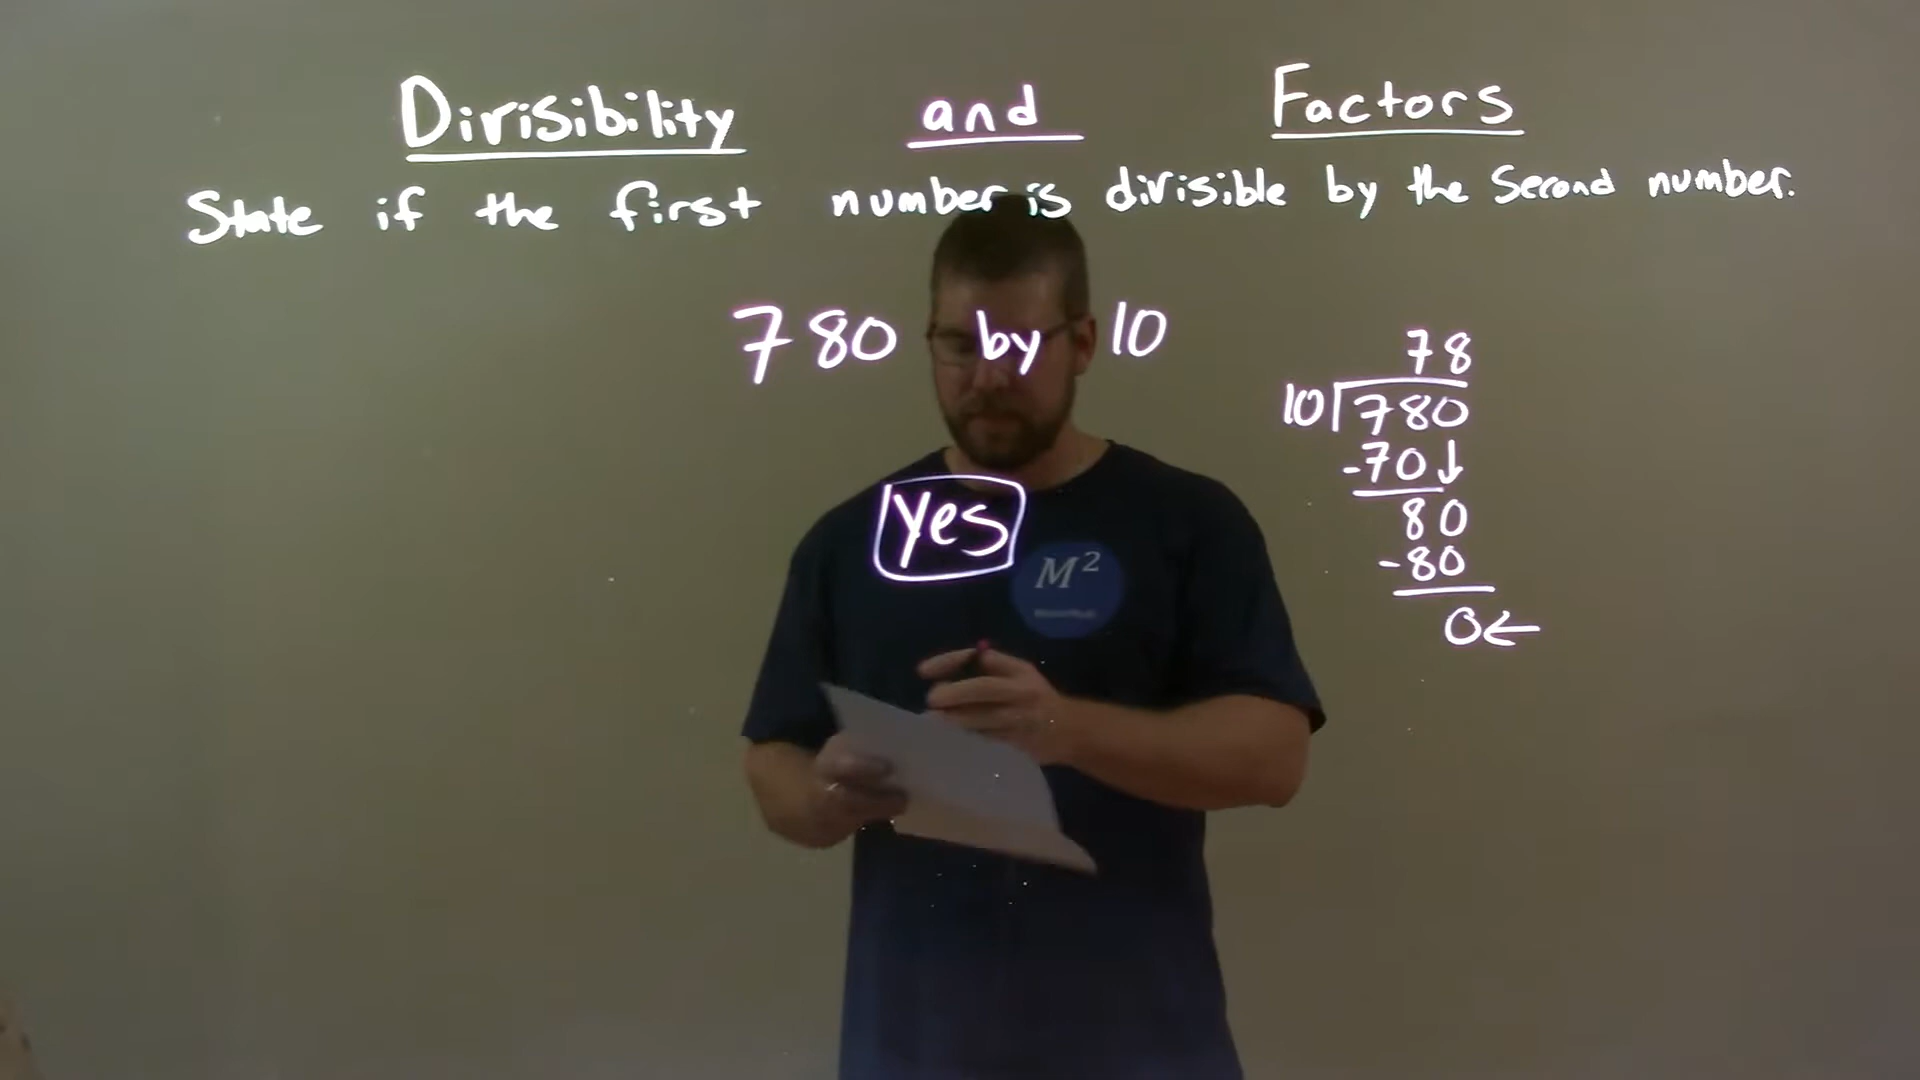 Divisibility and Factors
State if the first number is divisible by the Second number.
780 by 10
78
10 780
-70↓
80
-80
0←
Yes
M²